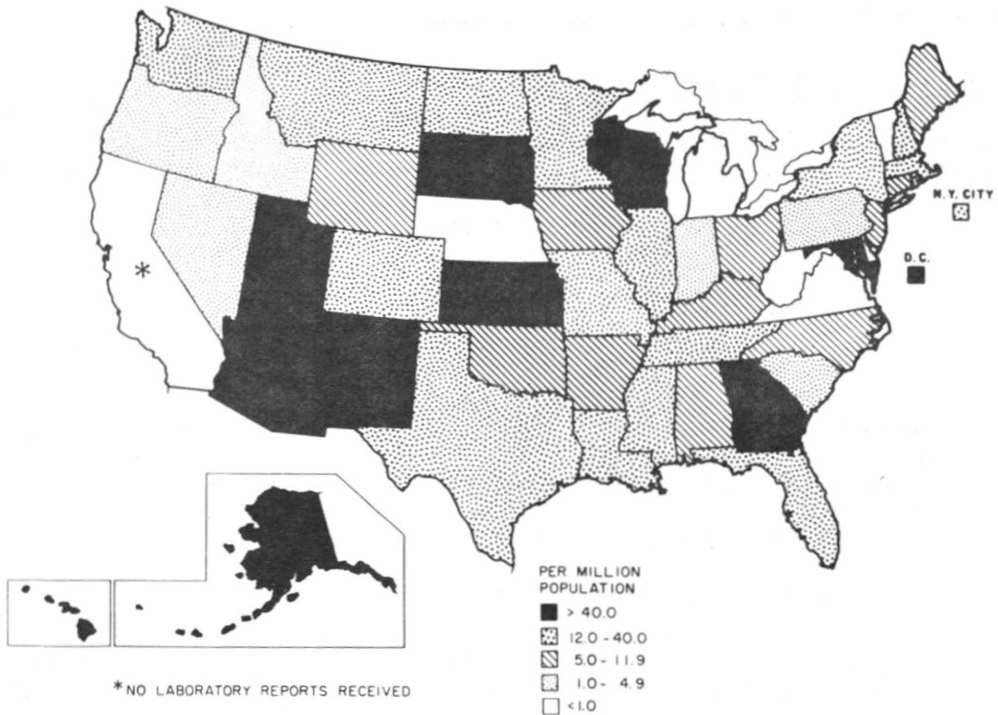 N.Y. CITY
D.C.
*
PER MILLION
POPULATION
> 40.0
12.0 - 40.0
5.0 - 11.9
1.0 - 4.9
<1.0
*NO LABORATORY REPORTS RECEIVED